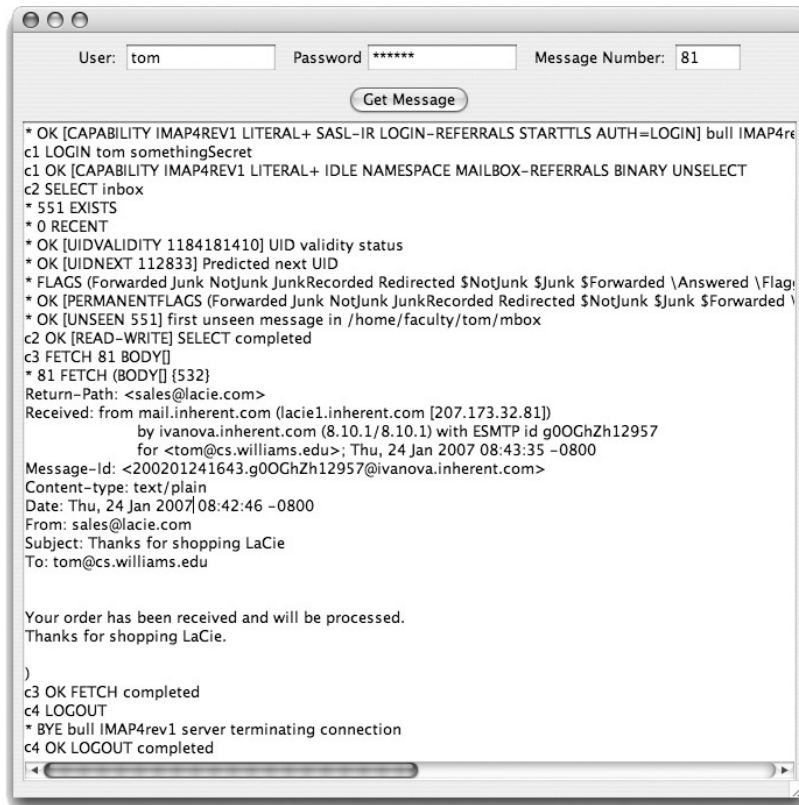 User: tom Password ****** Message Number: 81
Get Message
* OK [CAPABILITY IMAP4REV1 LITERAL+ SASL-IR LOGIN-REFERRALS STARTTLS AUTH=LOGIN] bull IMAP4re
c1 LOGIN tom somethingSecret
c1 OK [CAPABILITY IMAP4REV1 LITERAL+ IDLE NAMESPACE MAILBOX-REFERRALS BINARY UNSELECT
c2 SELECT inbox
* 551 EXISTS
* 0 RECENT
* OK [UIDVALIDITY 1184181410] UID validity status
* OK [UIDNEXT 112833] Predicted next UID
* FLAGS (Forwarded Junk NotJunk JunkRecorded Redirected $NotJunk $Junk $Forwarded \Answered \Flag
* OK [PERMANENTFLAGS (Forwarded Junk NotJunk JunkRecorded Redirected $NotJunk $Junk $Forwarded \
* OK [UNSEEN 551] first unseen message in /home/faculty/tom/mbox
c2 OK [READ-WRITE] SELECT completed
c3 FETCH 81 BODY[]
* 81 FETCH (BODY[] {532}
Return-Path: <sales@lacie.com>
Received: from mail.inherent.com (lacie1.inherent.com [207.173.32.81])
by ivanova.inherent.com (8.10.1/8.10.1) with ESMTP id g0OGhZh12957
for <tom@cs.williams.edu>; Thu, 24 Jan 2007 08:43:35 -0800
Message-Id: <200201241643.g0OGhZh12957@ivanova.inherent.com>
Content-type: text/plain
Date: Thu, 24 Jan 2007 08:42:46 -0800
From: sales@lacie.com
Subject: Thanks for shopping LaCie
To: tom@cs.williams.edu
Your order has been received and will be processed.
Thanks for shopping LaCie.
)
c3 OK FETCH completed
c4 LOGOUT
* BYE bull IMAP4rev1 server terminating connection
c4 OK LOGOUT completed